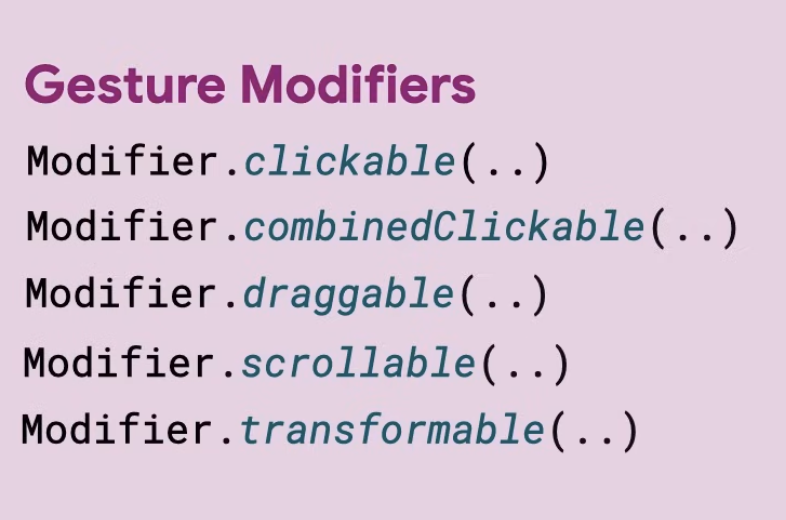 Gesture Modifiers
Modifier.clickable(..)
Modifier.combinedClickable(..)
Modifier.draggable(..)
Modifier.scrollable(..)
Modifier.transformable(..)